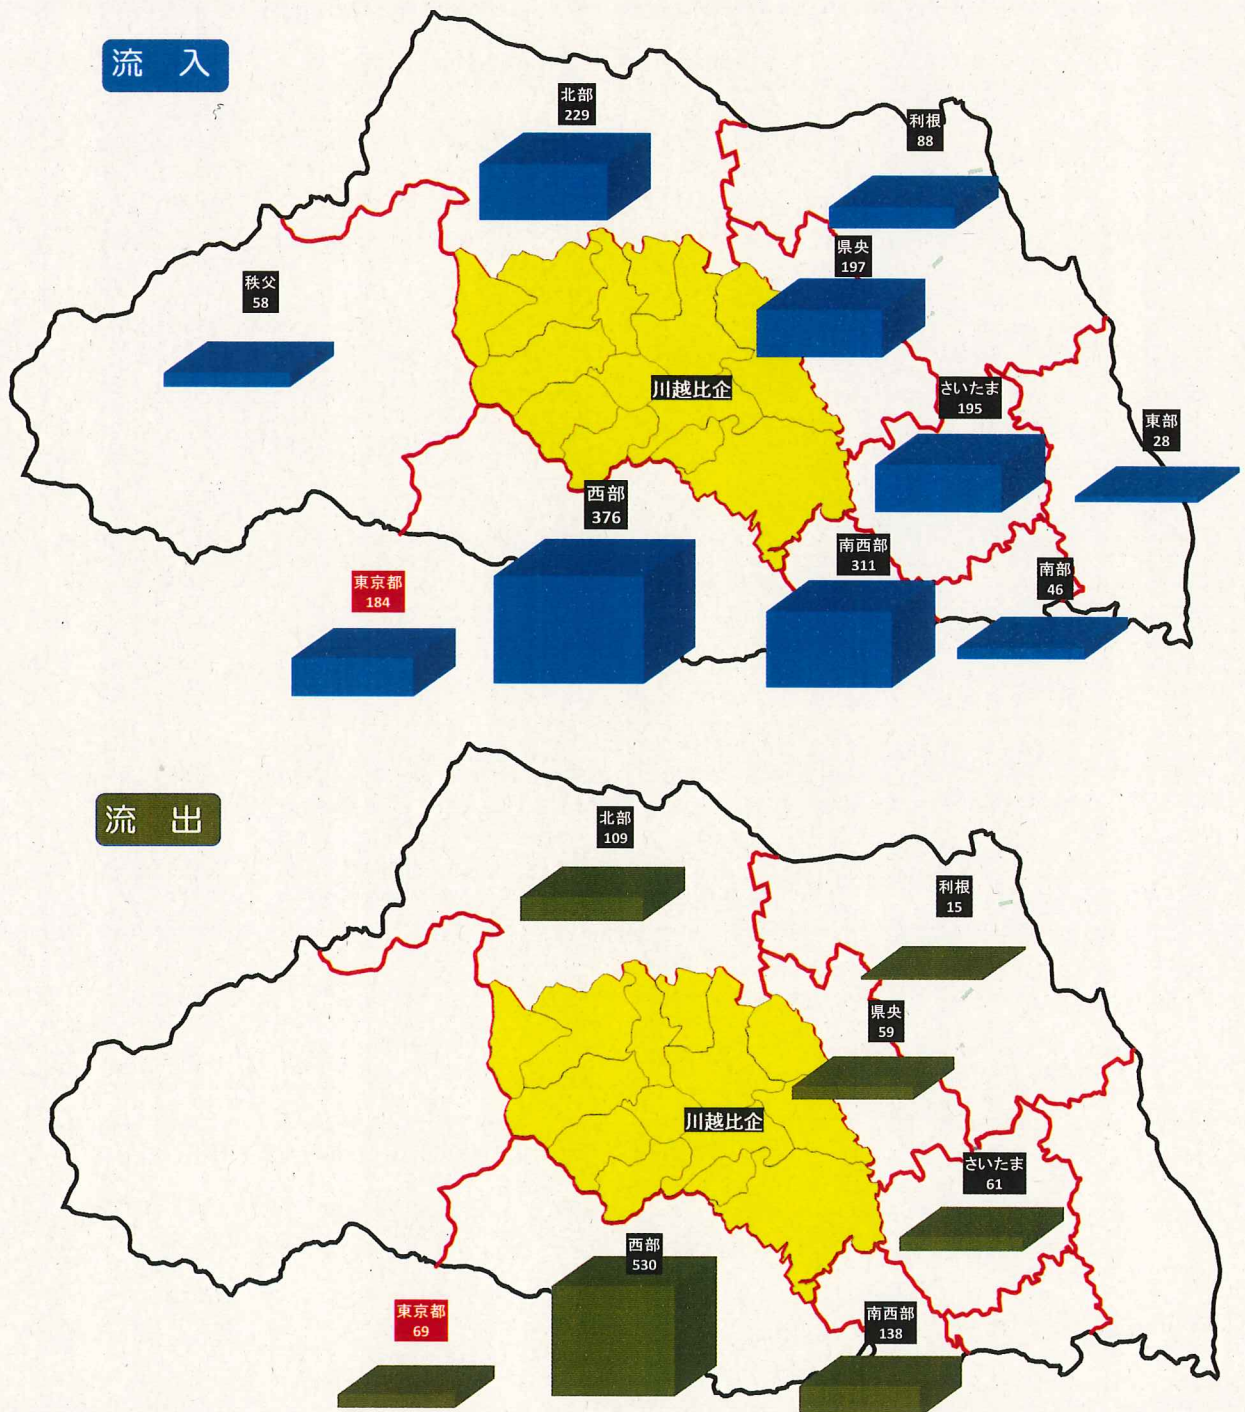 流 入
北部
229
利根
88
県央
197
秩父
58
川越比企
さいたま
195
東部
28
西部
376
南西部
311
南部
46
東京都
184
流 出
北部
109
利根
15
県央
59
川越比企
さいたま
61
西部
530
東京都
69
南西部
138